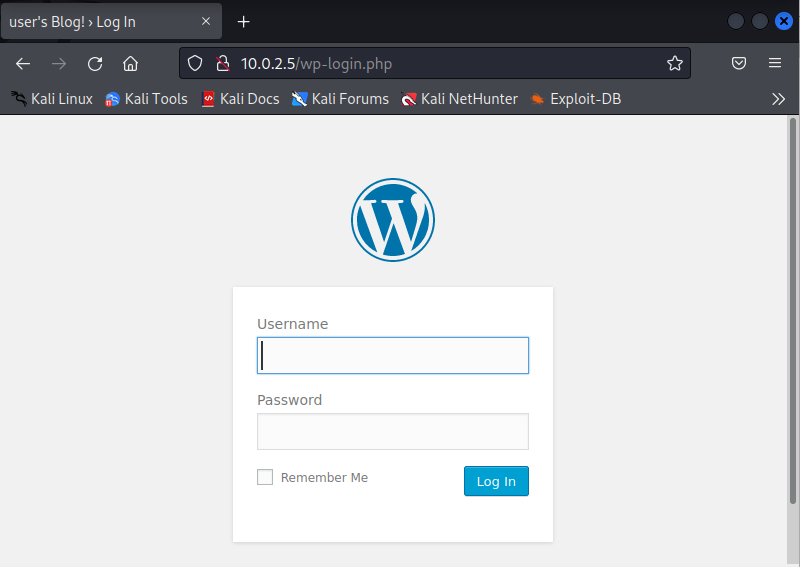 user's Blog! › Log In
10.0.2.5/wp-login.php
Kali Linux Kali Tools Kali Docs Kali Forums Kali NetHunter Exploit-DB
W
Username
Password
Remember Me Log In